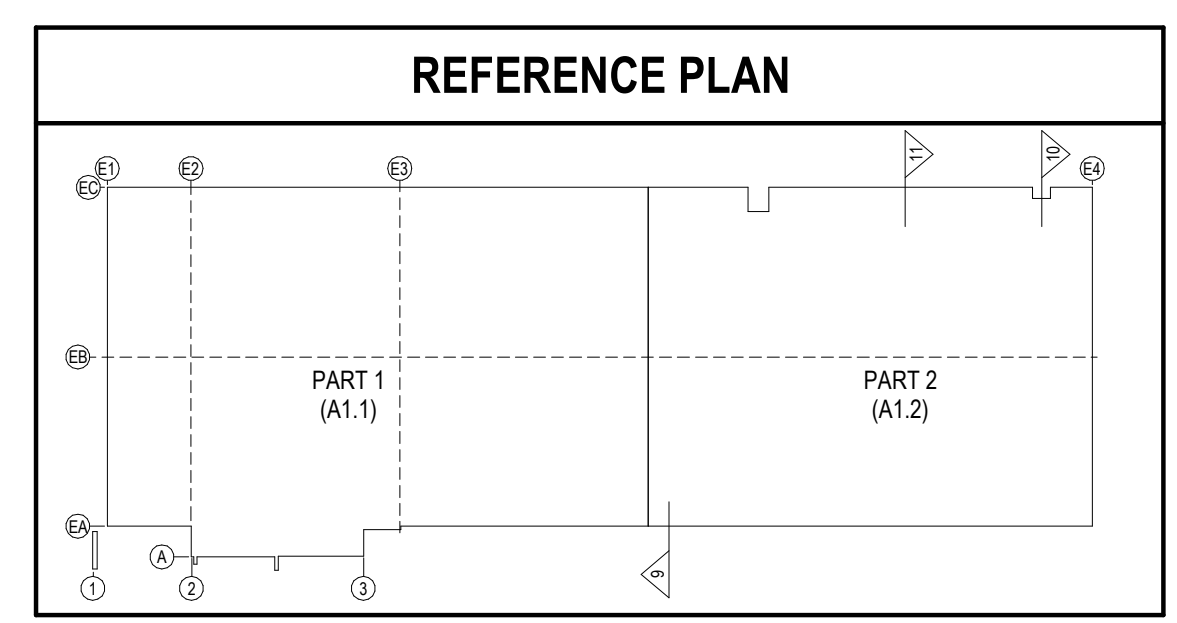 REFERENCE PLAN
11
10
E1
E2
E3
E4
EC
EB
PART 1
(A1.1)
PART 2
(A1.2)
EA
A
9
1
2
3